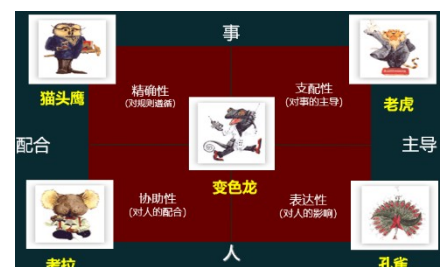 事
猫头鹰
精确性
(对规则遵循)
支配性
(对事的主导)
老虎
配合
主导
变色龙
协助性
(对人的配合)
表达性
(对人的影响)
考拉
人
孔雀